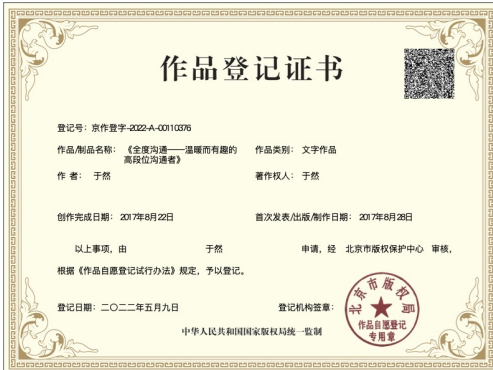 作品登记证书
登记号：京作登字-2022-A-00110376
作品/制品名称：《全度沟通——温暖而有趣的 作品类别：文字作品
高段位沟通者》
作 者：于然 著作权人：于然
创作完成日期：2017年8月22日 首次发表/出版/制作日期：2017年8月28日
以上事项，由 于然 申请，经 北京市版权保护中心 审核，
根据《作品自愿登记试行办法》规定，予以登记。
登记日期：二〇二二年五月九日 登记机构签章：
北京市版权局
作品自愿登记
专用章
中华人民共和国国家版权局统一监制